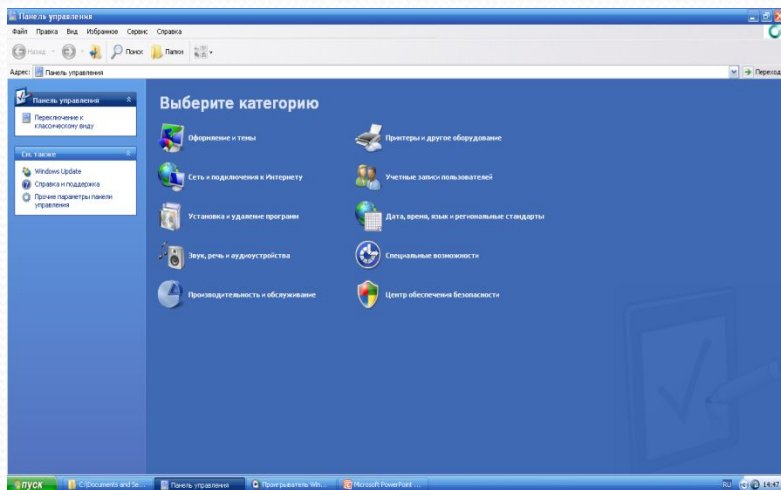 Панель управления
Файл Правка Вид Избранное Сервис Справка
Назад Поиск Папки
Адрес: Панель управления Переход
Панель управления
Переключение к
классическому виду
См. также
Windows Update
Справка и поддержка
Прочие параметры панели
управления
Выберите категорию
Оформление и темы
Принтеры и другое оборудование
Сеть и подключения к Интернету
Учетные записи пользователей
Установка и удаление программ
Дата, время, язык и региональные стандарты
Звук, речь и аудиоустройства
Специальные возможности
Производительность и обслуживание
Центр обеспечения безопасности
пуск C:\Documents and Se... Панель управления Проигрыватель Win... Microsoft PowerPoint ... RU 14:47